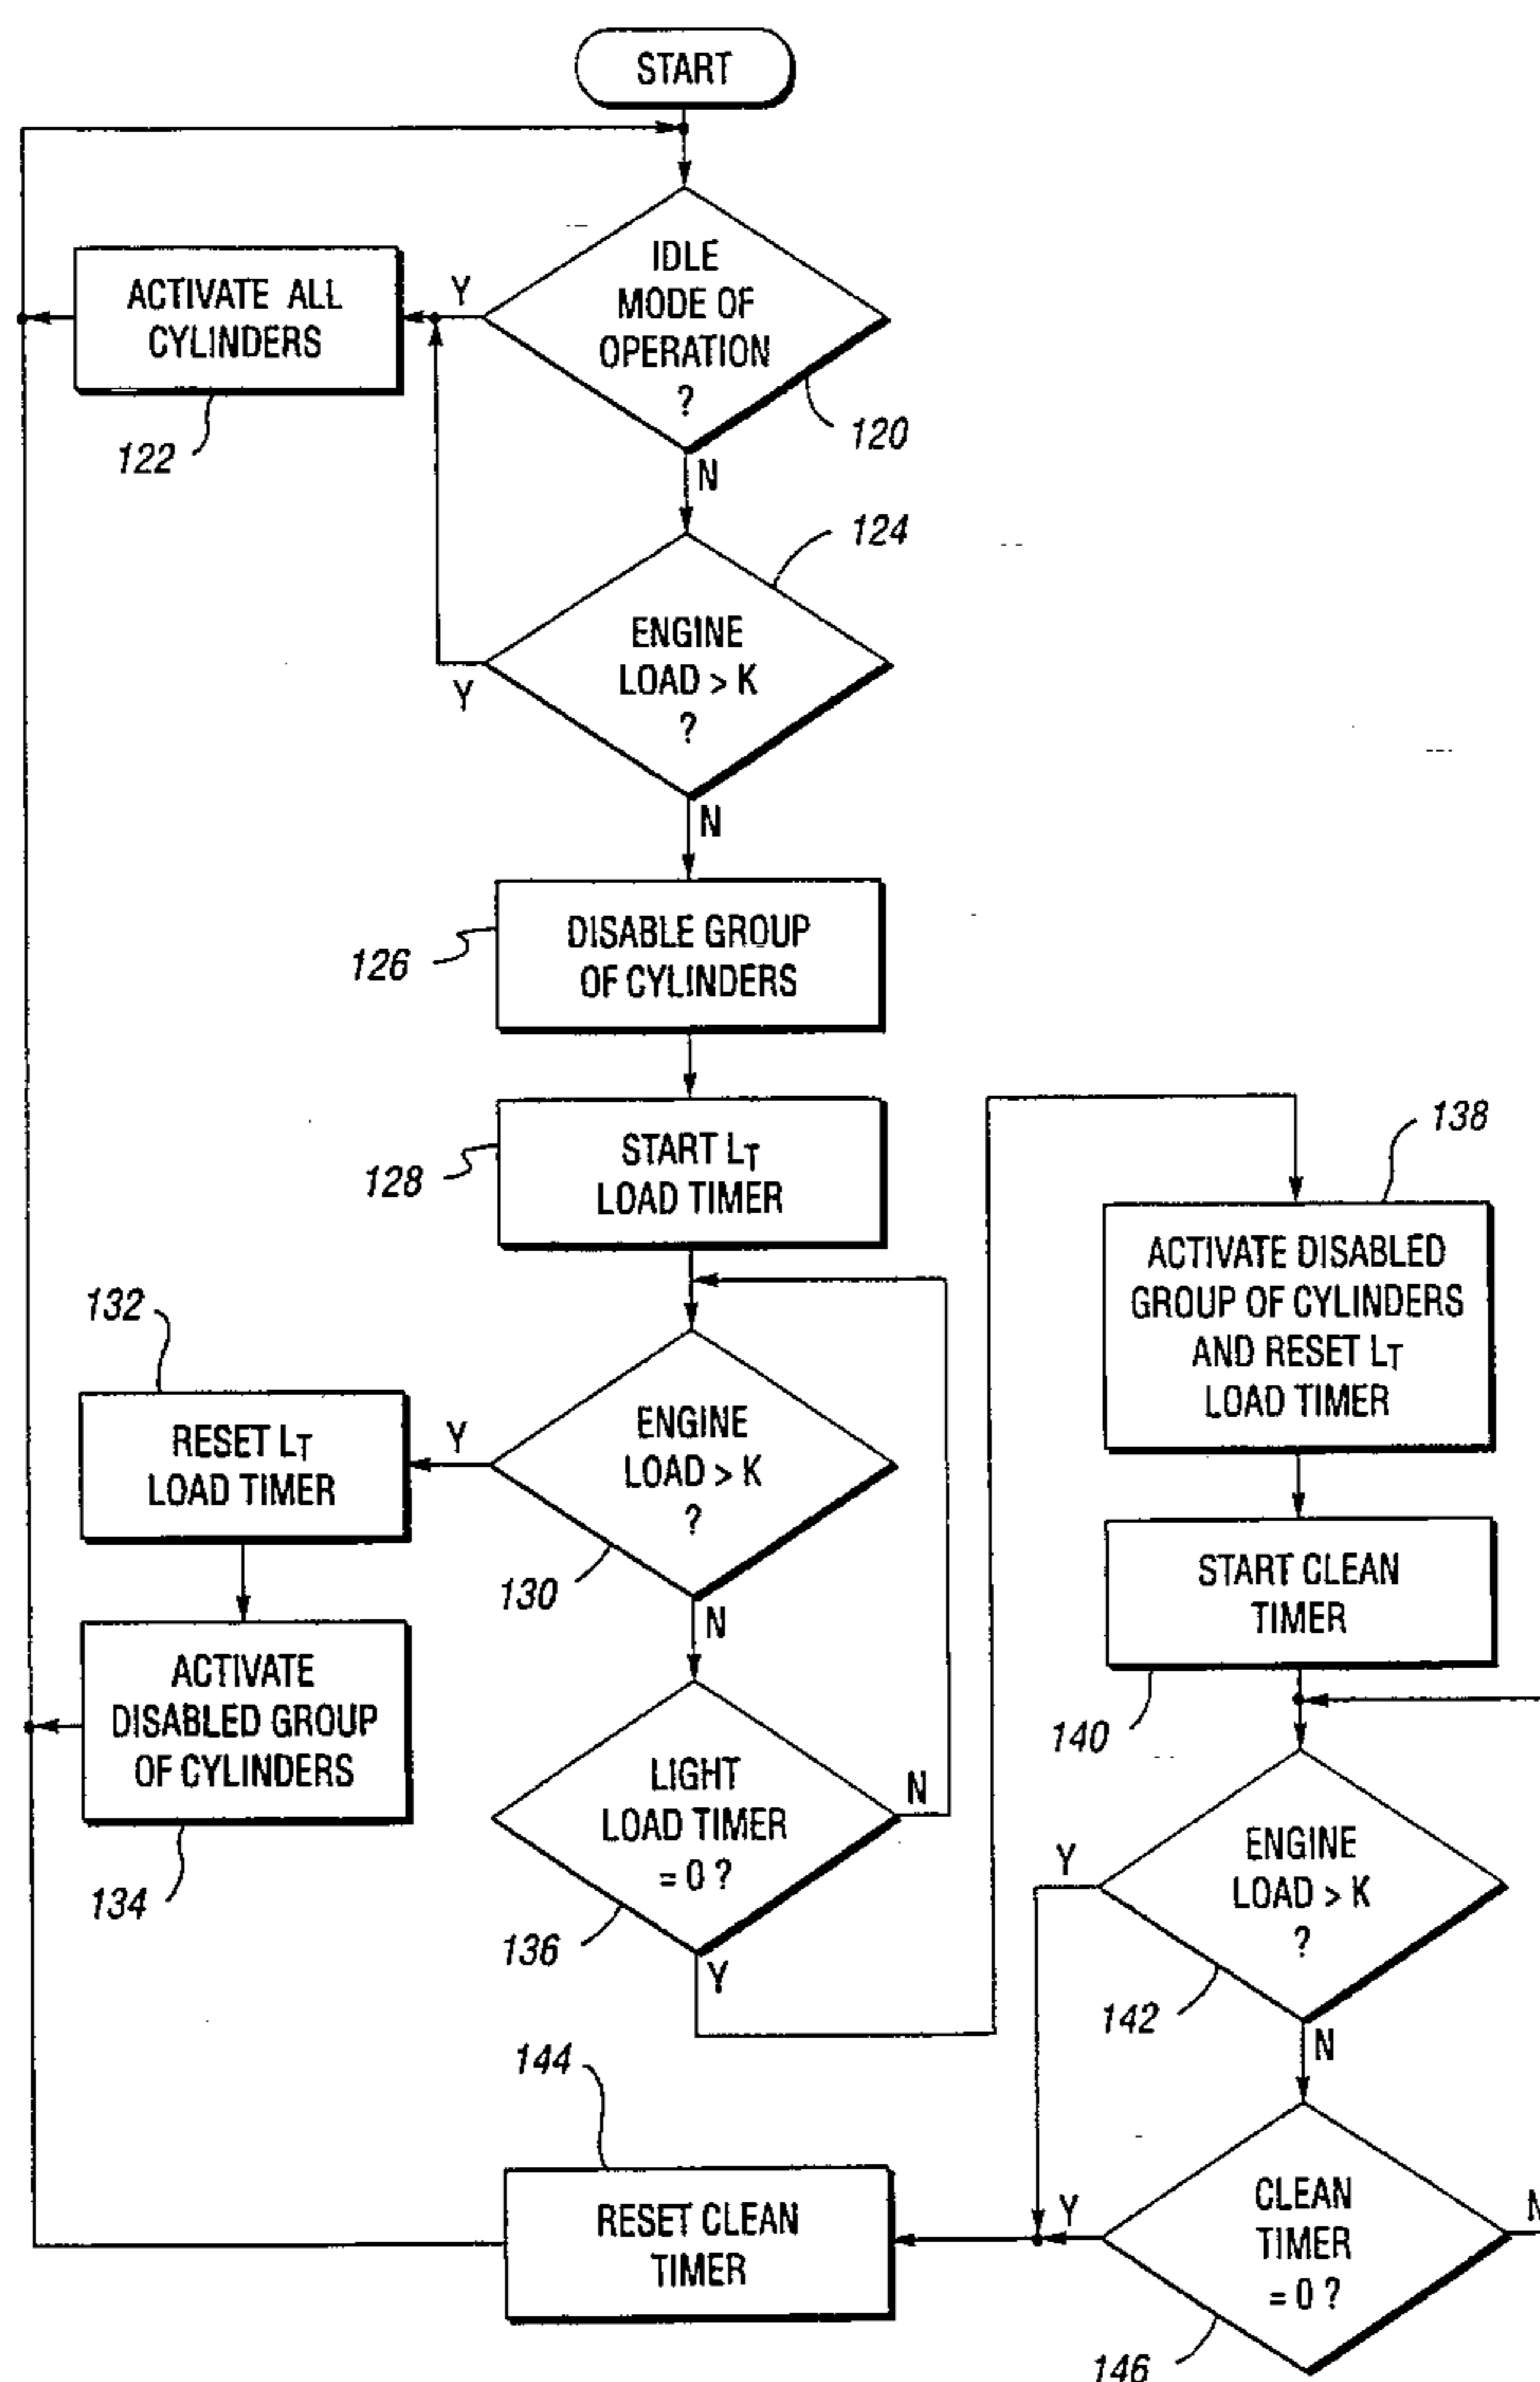 START
IDLE
MODE OF
OPERATION
?
120
Y
N
ACTIVATE ALL
CYLINDERS
122
124
ENGINE
LOAD > K
?
Y
N
DISABLE GROUP
OF CYLINDERS
126
START LT
LOAD TIMER
128
ENGINE
LOAD > K
?
130
Y
N
132
RESET LT
LOAD TIMER
ACTIVATE
DISABLED GROUP
OF CYLINDERS
134
LIGHT
LOAD TIMER
= 0 ?
136
N
Y
138
ACTIVATE DISABLED
GROUP OF CYLINDERS
AND RESET LT
LOAD TIMER
START CLEAN
TIMER
140
ENGINE
LOAD > K
?
142
Y
N
CLEAN
TIMER
= 0 ?
146
Y
N
144
RESET CLEAN
TIMER